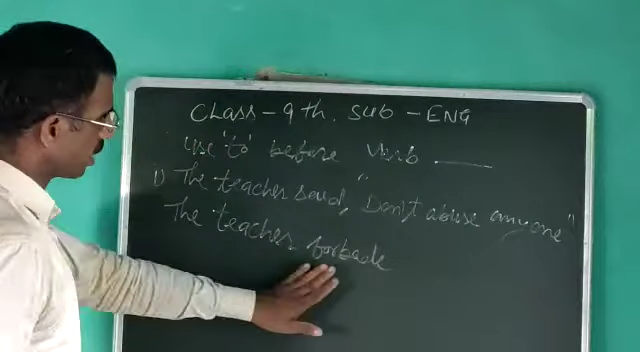 Class - 9th. Sub - ENG
use 'to' before verb
1) The teacher said, "Don't abuse anyone"
The teacher forbade